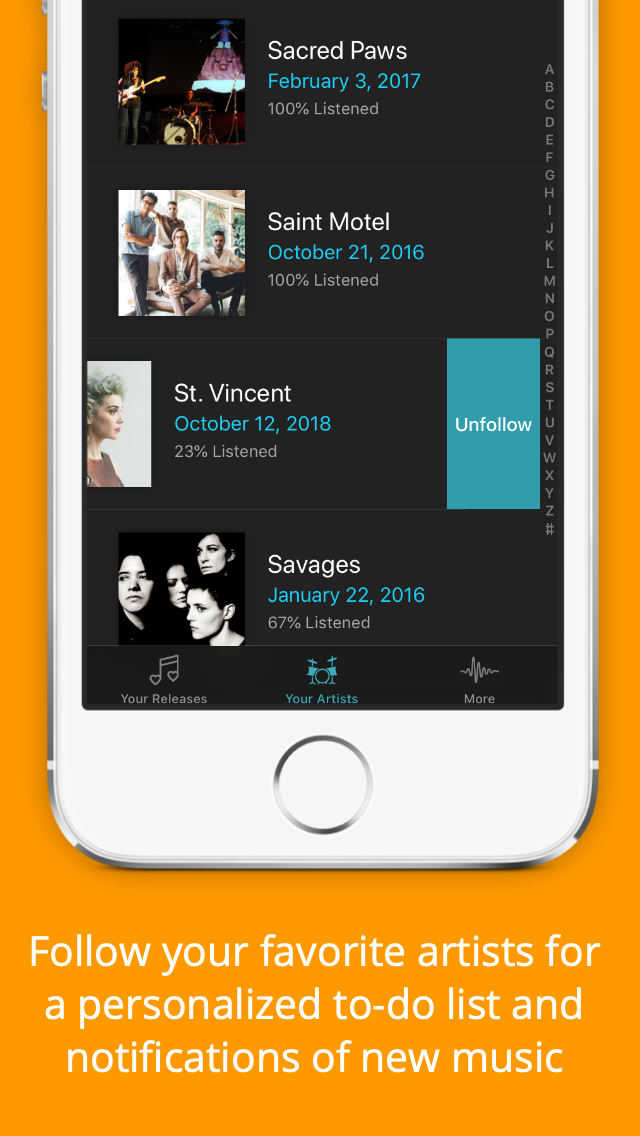 Sacred Paws
February 3, 2017
100% Listened
Saint Motel
October 21, 2016
100% Listened
St. Vincent
October 12, 2018
23% Listened
Unfollow
Savages
January 22, 2016
67% Listened
A
B
C
D
E
F
G
H
I
J
K
L
M
N
O
P
Q
R
S
T
U
V
W
X
Y
Z
#
Your Releases
Your Artists
More
Follow your favorite artists for
a personalized to-do list and
notifications of new music